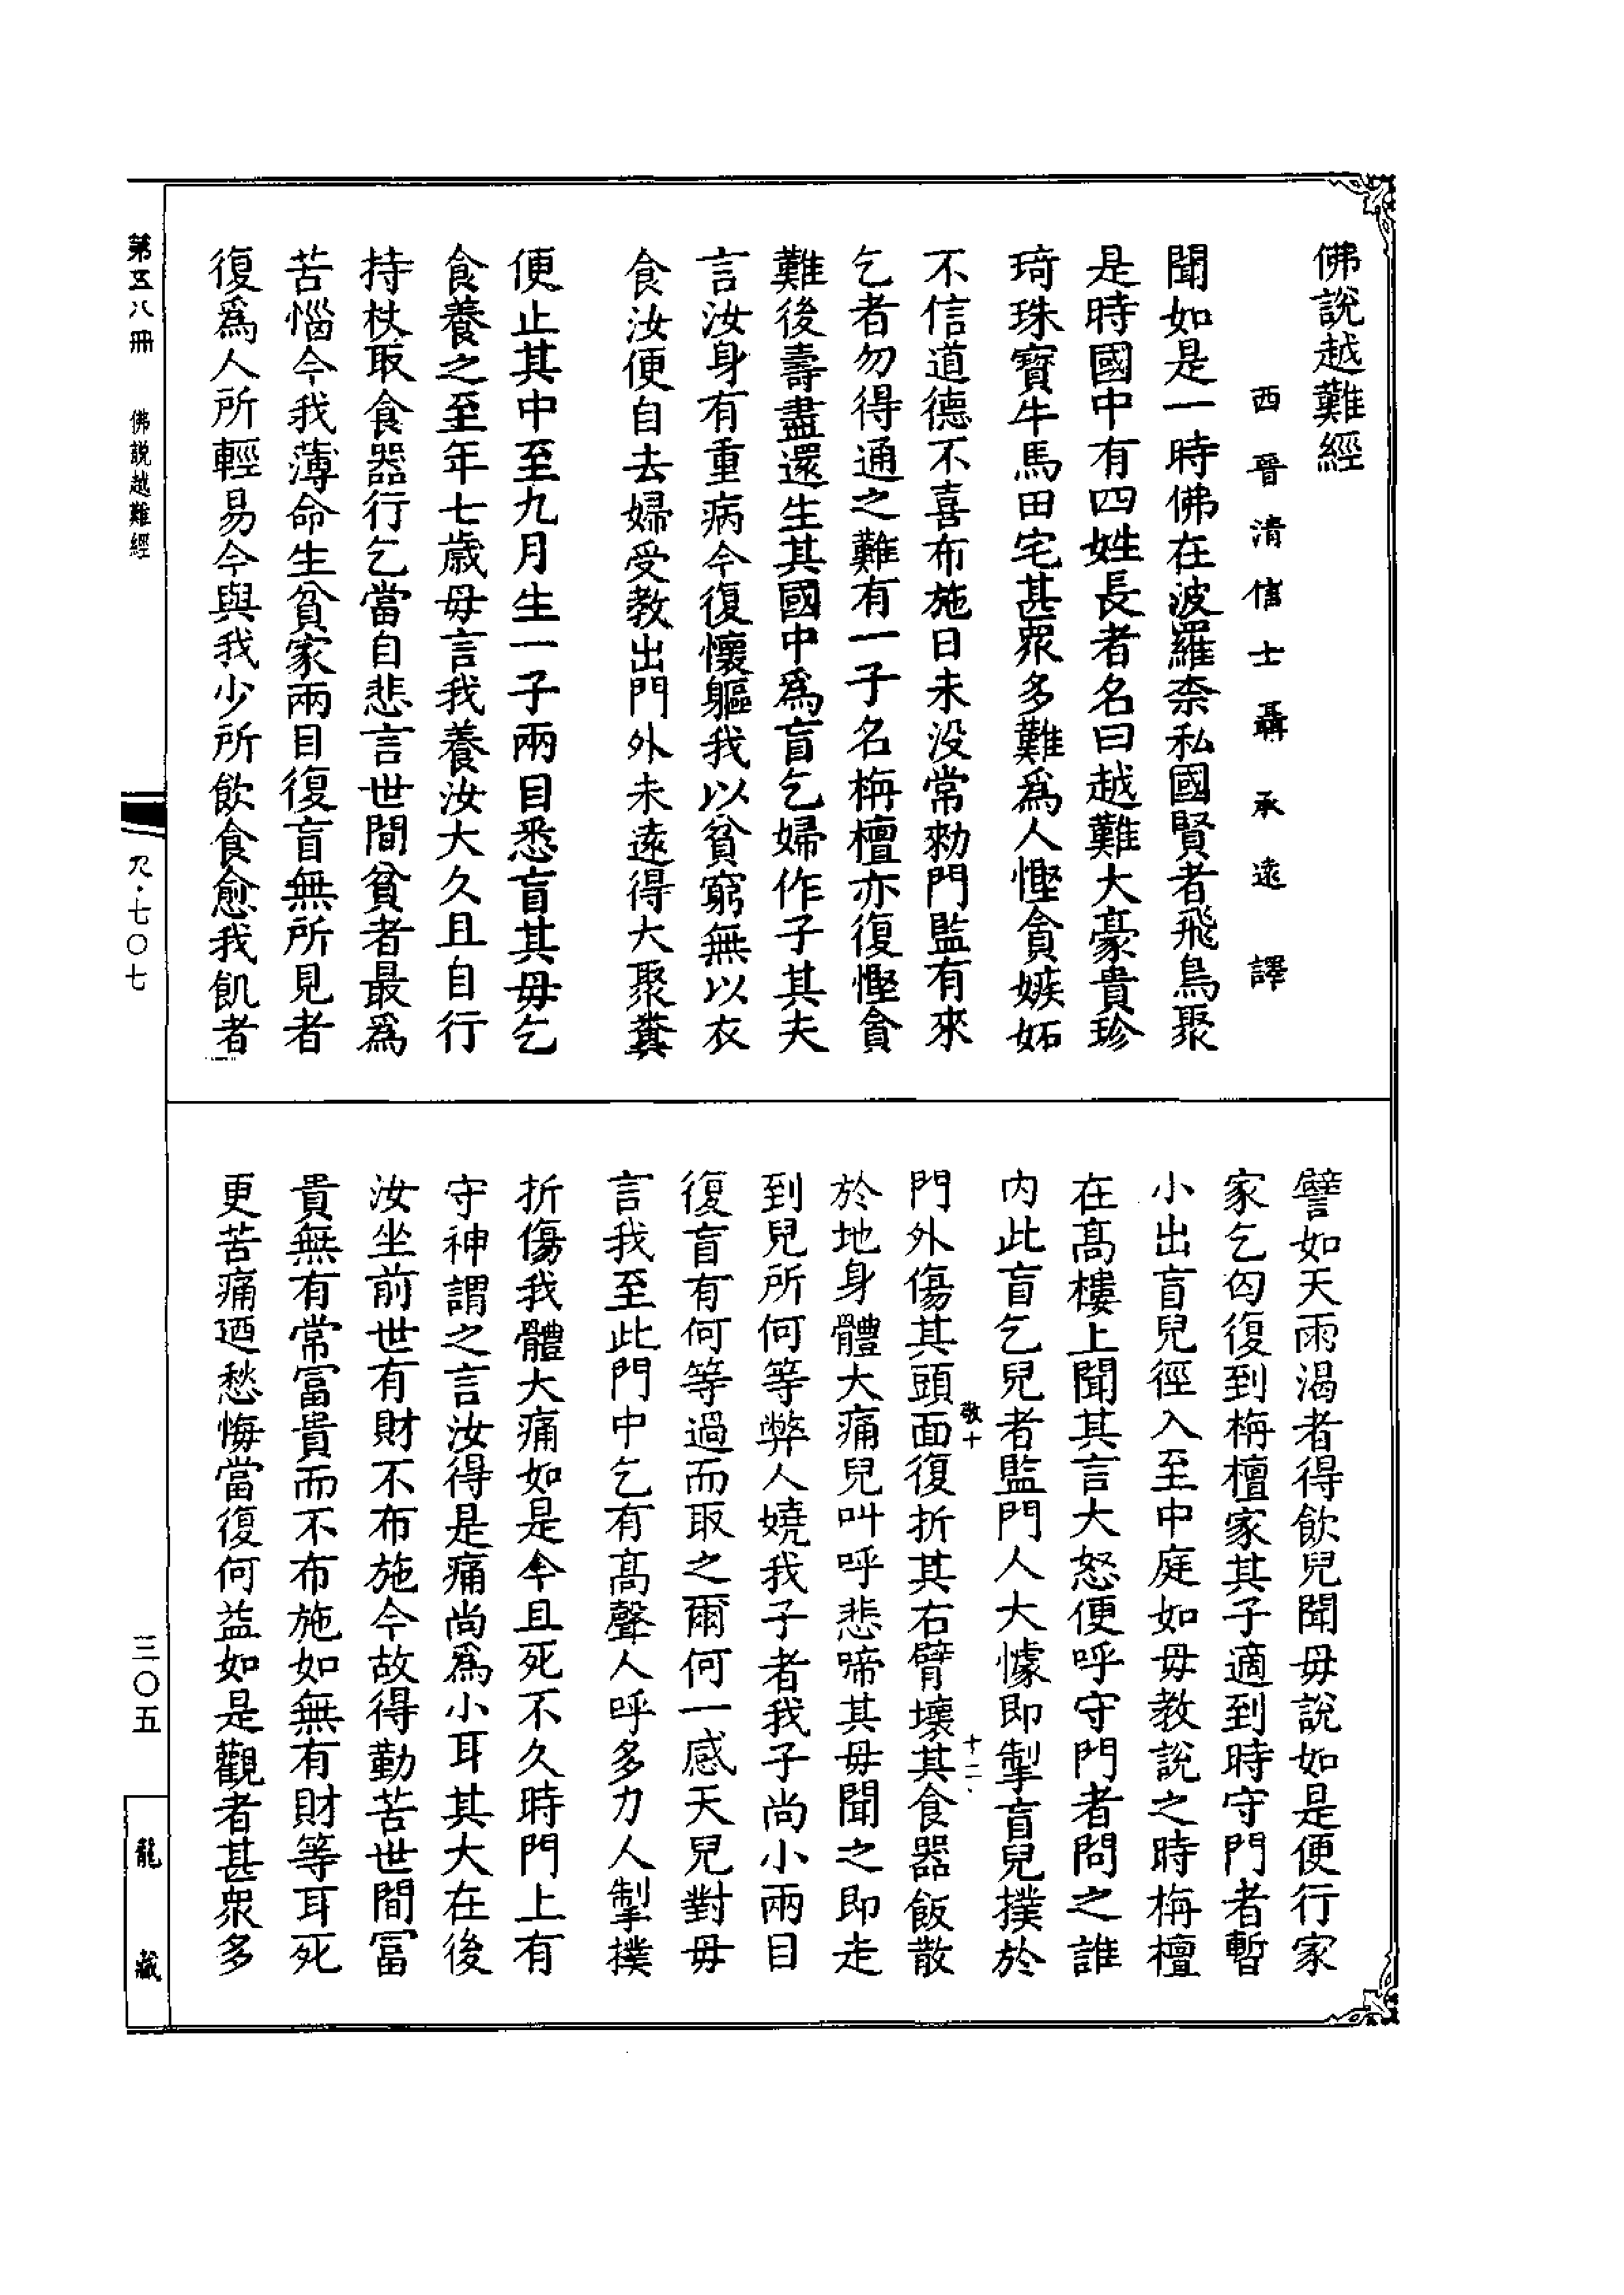 佛說越難經
西晉清信士聶承遠譯
聞如是一時佛在波羅柰私國賢者飛鳥聚
是時國中有四姓長者名曰越難大豪貴珍
琦珠寶牛馬田宅甚眾多難爲人慳貪嫉妬
不信道德不喜布施日未没常勑門監有來
乞者勿得通之難有一子名栴檀亦復慳貪
難後壽盡還生其國中爲盲乞婦作子其夫
言汝身有重病今復懷軀我以貧窮無以衣
食汝便自去婦受教出門外未遠得大聚糞
便止其中至九月生一子兩目悉盲其毋乞
食養之至年七歲毋言我養汝大久且自行
持杖取食器行乞當自悲言世間貧者最爲
苦惱今我薄命生貧家兩目復盲無所見者
復爲人所輕易今與我少所飲食愈我飢者
譬如天雨渴者得飲兒聞毋說如是便行家
家乞匃復到栴檀家其子適到時守門者暫
小出盲兒徑入至中庭如毋教說之時栴檀
在髙樓上聞其言大怒便呼守門者問之誰
内此盲乞兒者監門人大懅即掣盲兒撲於
敬十
十二
門外傷其頭面復折其右臂壞其食器飯散
於地身體大痛兒叫呼悲啼其毋聞之即走
到兒所何等弊人嬈我子者我子尚小兩目
復盲有何等過而取之爾何一感天兒對毋
言我至此門中乞有髙聲人呼多力人掣撲
折傷我體大痛如是今且死不久時門上有
守神謂之言汝得是痛尚爲小耳其大在後
汝坐前世有財不布施今故得勤苦世間冨
貴無有常冨貴而不布施如無有財等耳死
更苦痛迺愁悔當復何益如是觀者甚眾多
第五八冊
佛説越難經
七〇七
三〇五
龍藏